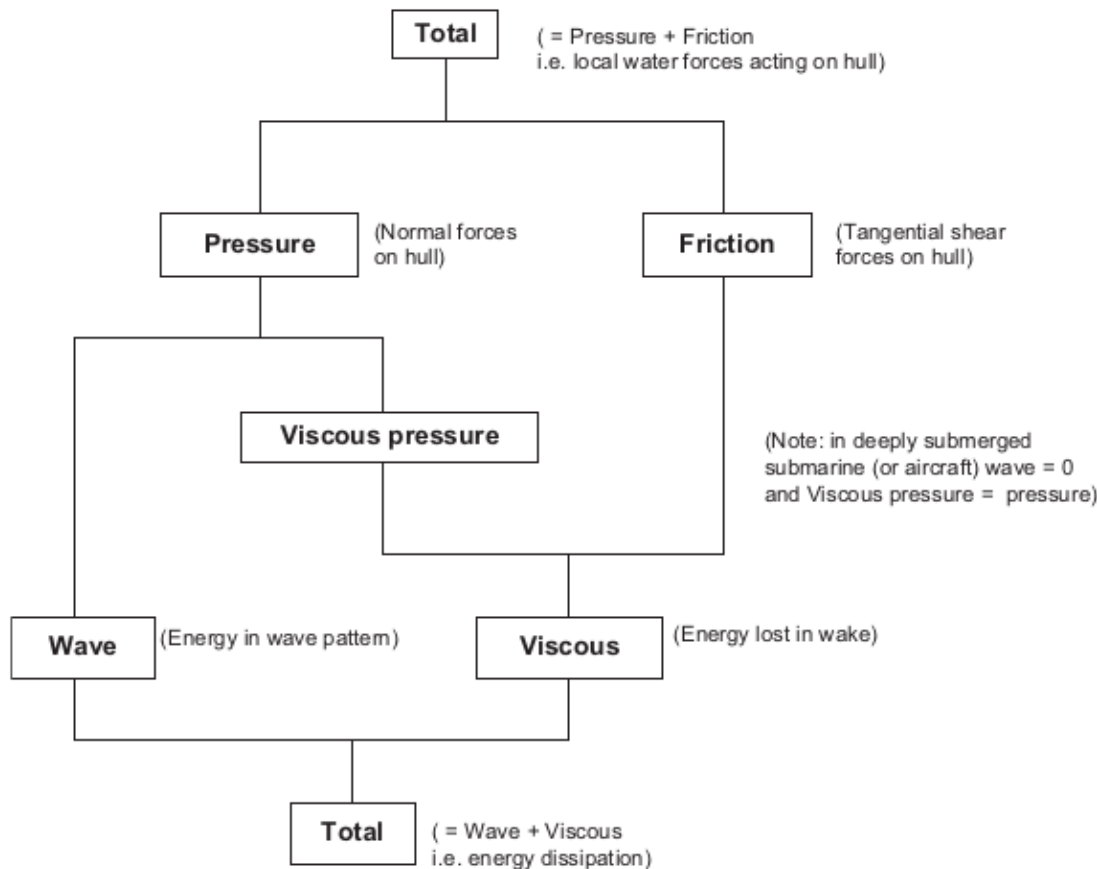 Total
( = Pressure + Friction
i.e. local water forces acting on hull)
Pressure
(Normal forces
on hull)
Friction
(Tangential shear
forces on hull)
Viscous pressure
(Note: in deeply submerged
submarine (or aircraft) wave = 0
and Viscous pressure = pressure)
Wave
(Energy in wave pattern)
Viscous
(Energy lost in wake)
Total
( = Wave + Viscous
i.e. energy dissipation)